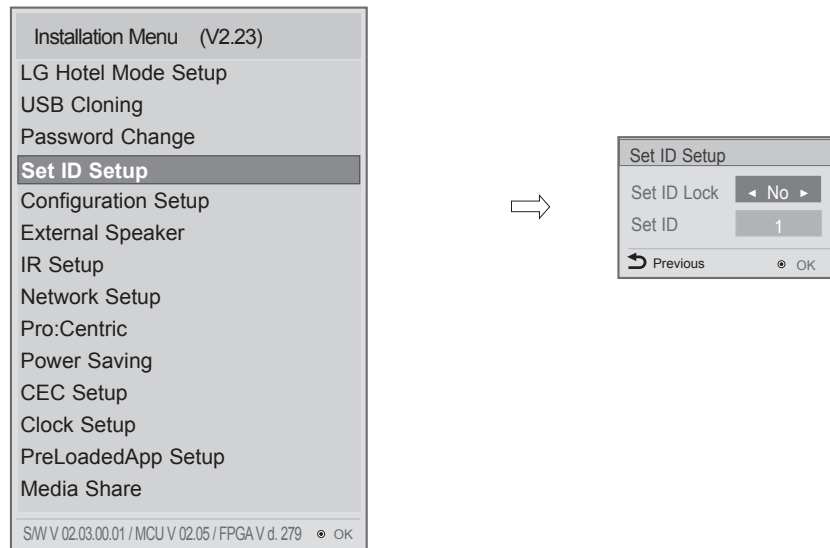 Installation Menu (V2.23)
LG Hotel Mode Setup
USB Cloning
Password Change
Set ID Setup
Configuration Setup
External Speaker
IR Setup
Network Setup
Pro:Centric
Power Saving
CEC Setup
Clock Setup
PreLoadedApp Setup
Media Share
S/W V 02.03.00.01 / MCU V 02.05 / FPGA V d. 279 ◉ OK
Set ID Setup
Set ID Lock ◄ No ►
Set ID 1
Previous ◉ OK